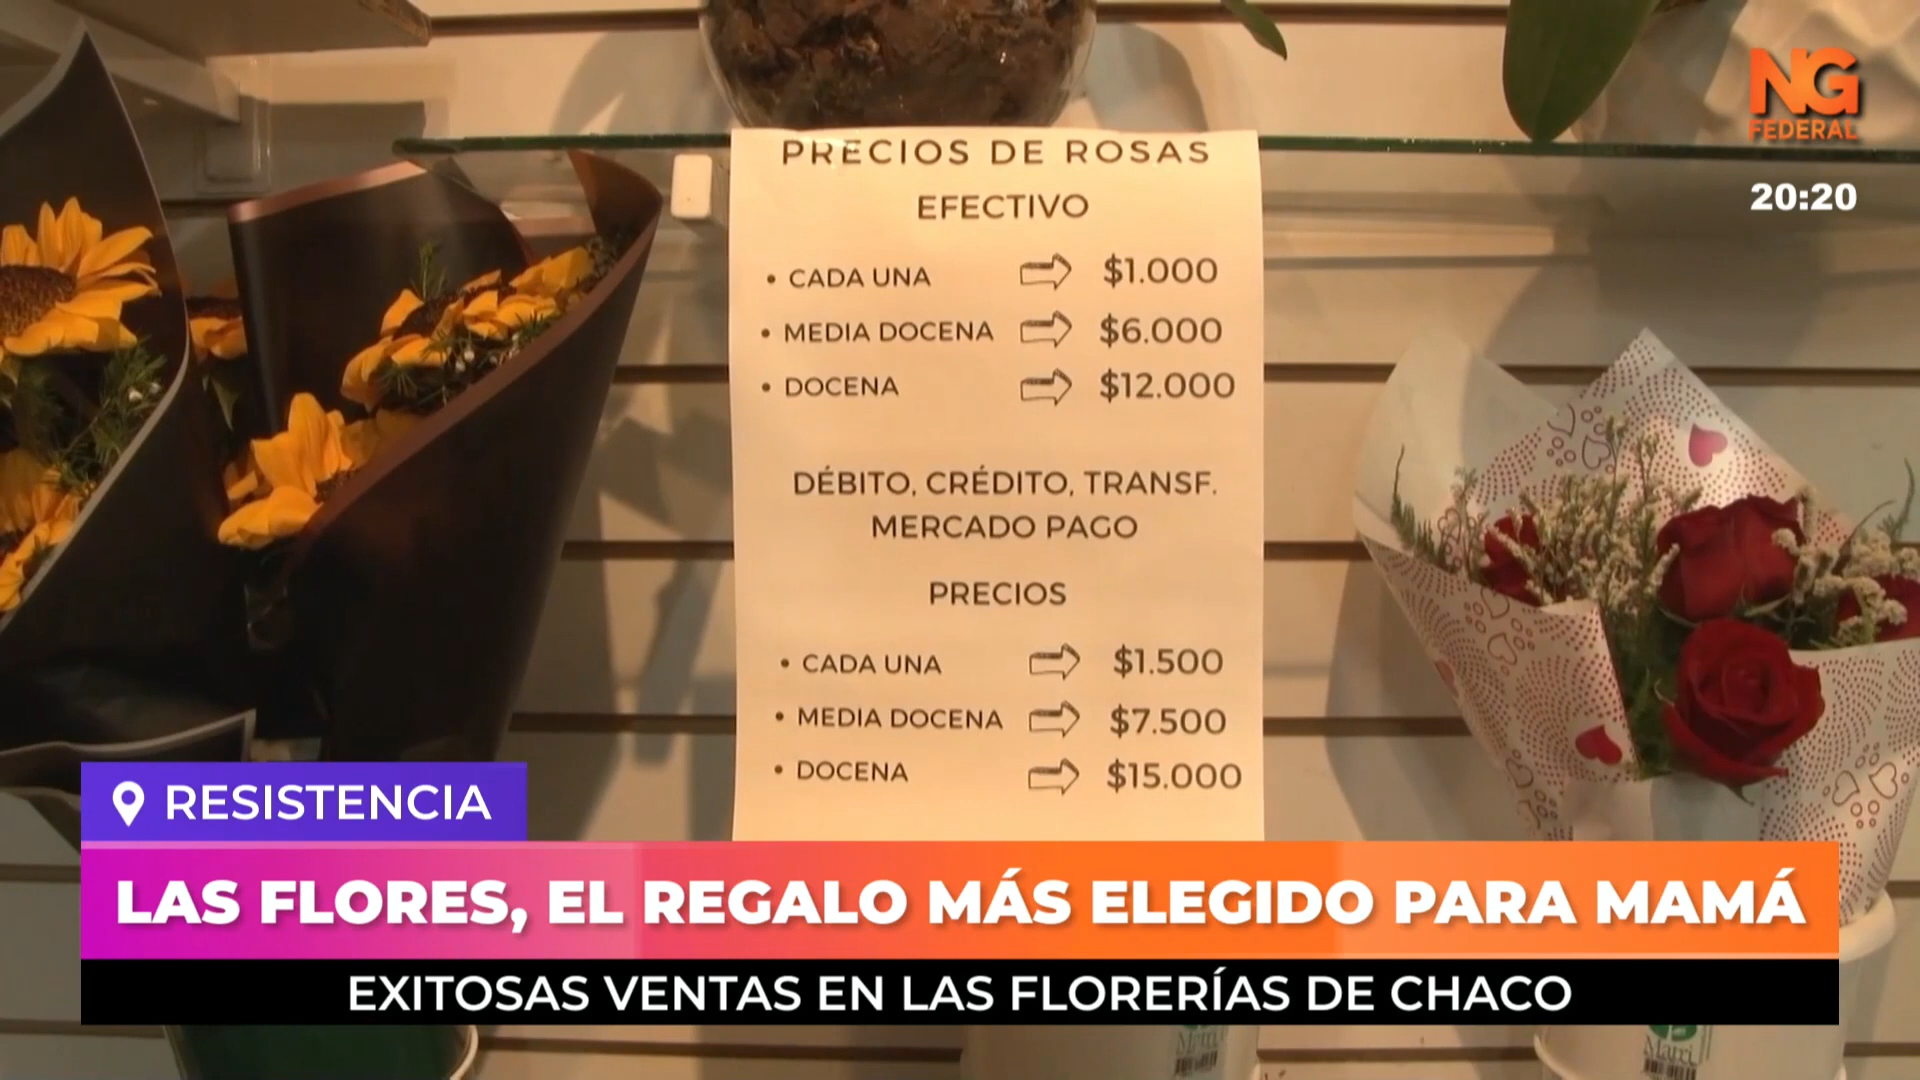 NG
FEDERAL
20:20
PRECIOS DE ROSAS
EFECTIVO
• CADA UNA $1.000
• MEDIA DOCENA $6.000
• DOCENA $12.000
DÉBITO, CRÉDITO, TRANSF.
MERCADO PAGO
PRECIOS
• CADA UNA $1.500
• MEDIA DOCENA $7.500
• DOCENA $15.000
RESISTENCIA
LAS FLORES, EL REGALO MÁS ELEGIDO PARA MAMÁ
EXITOSAS VENTAS EN LAS FLORERÍAS DE CHACO